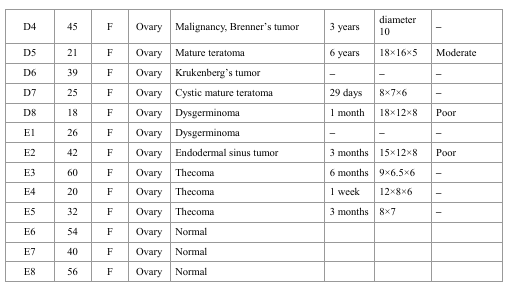 D4 45 F Ovary Malignancy, Brenner's tumor 3 years diameter 10 –
D5 21 F Ovary Mature teratoma 6 years 18×16×5 Moderate
D6 39 F Ovary Krukenberg's tumor – – –
D7 25 F Ovary Cystic mature teratoma 29 days 8×7×6 –
D8 18 F Ovary Dysgerminoma 1 month 18×12×8 Poor
E1 26 F Ovary Dysgerminoma – – –
E2 42 F Ovary Endodermal sinus tumor 3 months 15×12×8 Poor
E3 60 F Ovary Thecoma 6 months 9×6.5×6 –
E4 20 F Ovary Thecoma 1 week 12×8×6 –
E5 32 F Ovary Thecoma 3 months 8×7 –
E6 54 F Ovary Normal
E7 40 F Ovary Normal
E8 56 F Ovary Normal